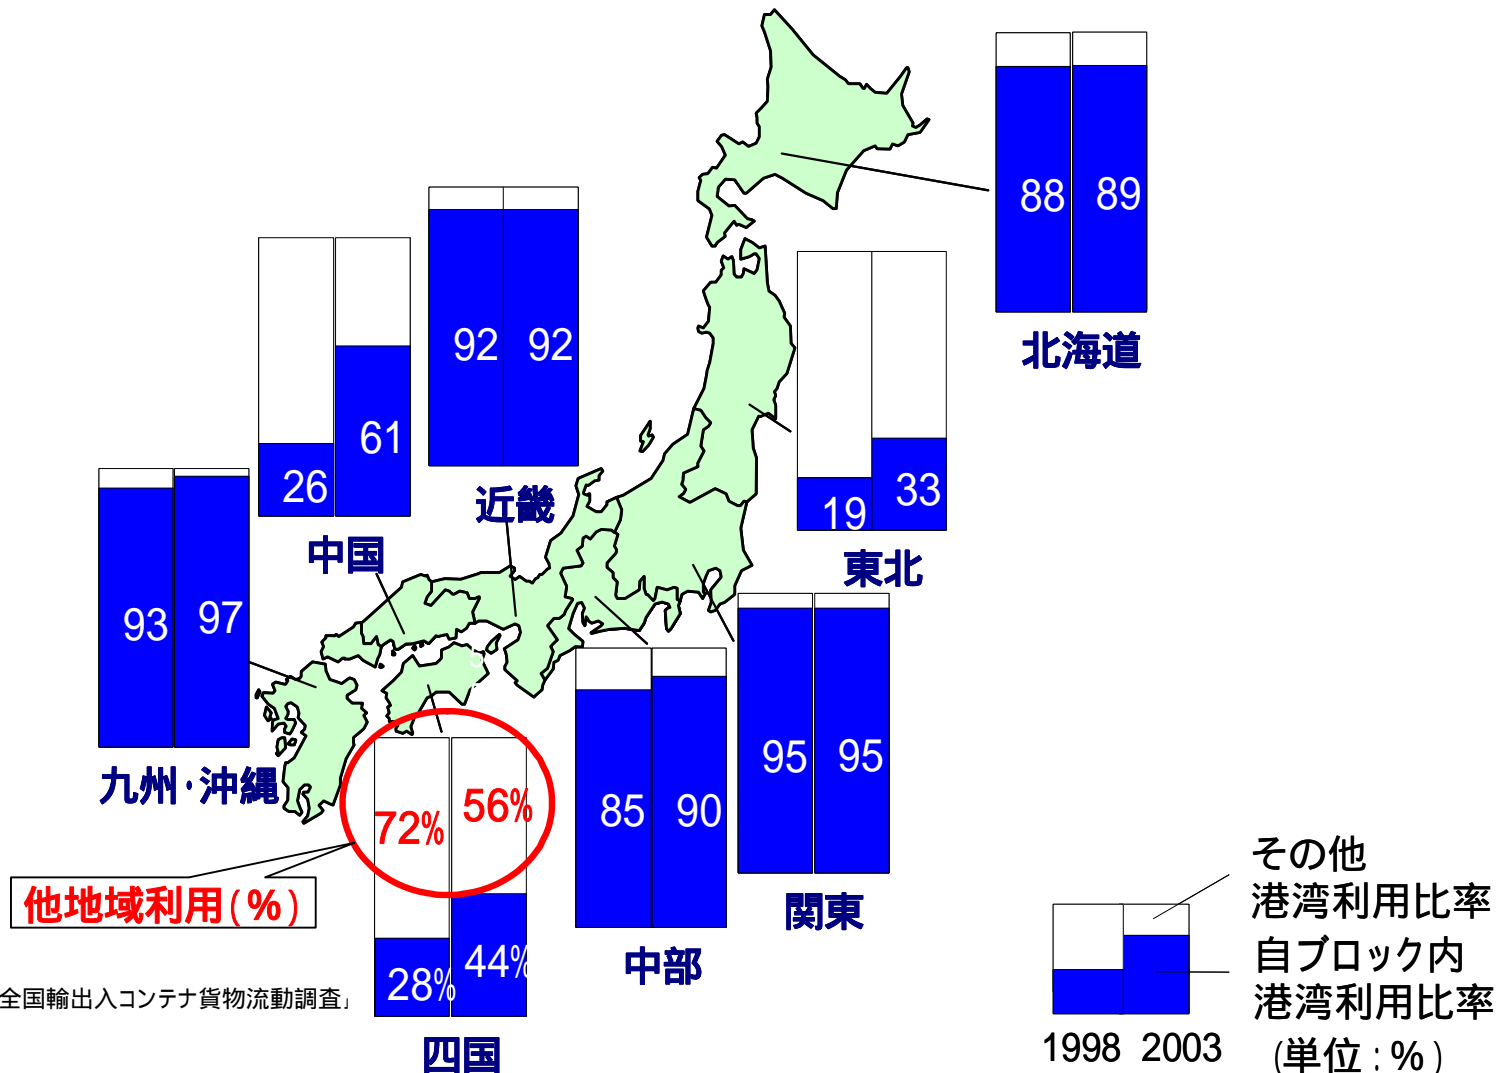 88 89
北海道
92 92
近畿
26 61
中国
19 33
東北
93 97
九州・沖縄
95 95
関東
85 90
中部
72% 56%
28% 44%
四国
5
他地域利用(%)
全国輸出入コンテナ貨物流動調査」
その他
港湾利用比率
自ブロック内
港湾利用比率
1998 2003
(単位:%)